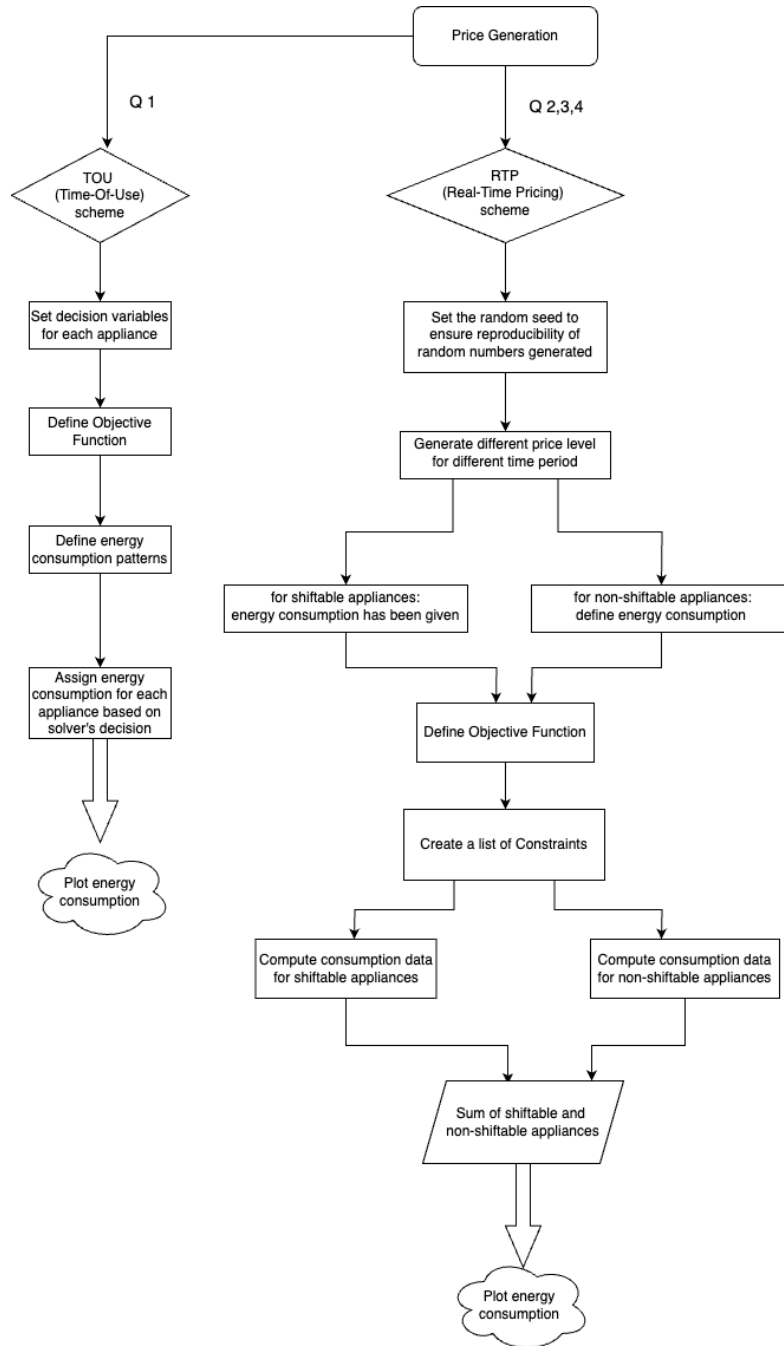 Price Generation
Q 1
Q 2,3,4
TOU
(Time-Of-Use)
scheme
RTP
(Real-Time Pricing)
scheme
Set decision variables
for each appliance
Set the random seed to
ensure reproducibility of
random numbers generated
Define Objective
Function
Generate different price level
for different time period
Define energy
consumption patterns
for shiftable appliances:
energy consumption has been given
for non-shiftable appliances:
define energy consumption
Assign energy
consumption for each
appliance based on
solver's decision
Define Objective Function
Create a list of Constraints
Plot energy
consumption
Compute consumption data
for shiftable appliances
Compute consumption data
for non-shiftable appliances
Sum of shiftable and
non-shiftable appliances
Plot energy
consumption